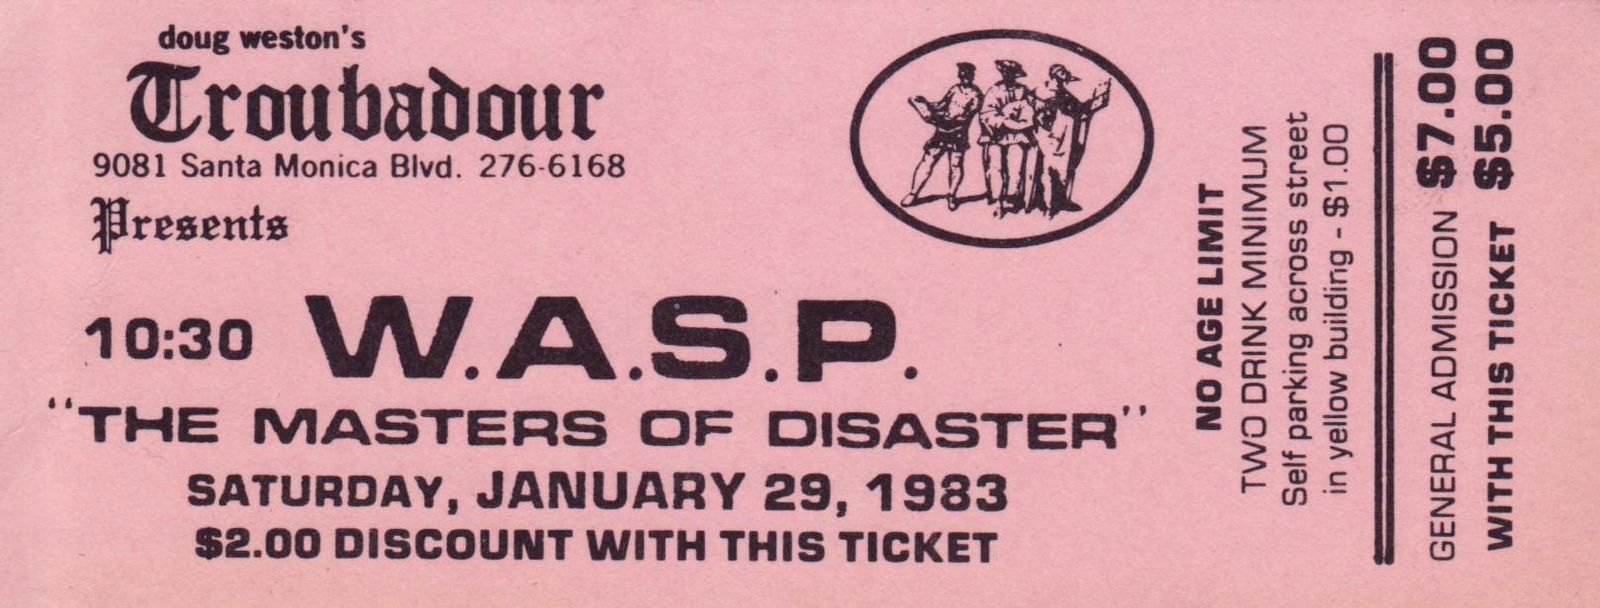 doug weston's
Troubadour
9081 Santa Monica Blvd. 276-6168
Presents
10:30 W.A.S.P.
"THE MASTERS OF DISASTER"
SATURDAY, JANUARY 29, 1983
$2.00 DISCOUNT WITH THIS TICKET
NO AGE LIMIT
TWO DRINK MINIMUM
Self parking across street
in yellow building - $1.00
GENERAL ADMISSION $7.00
WITH THIS TICKET $5.00